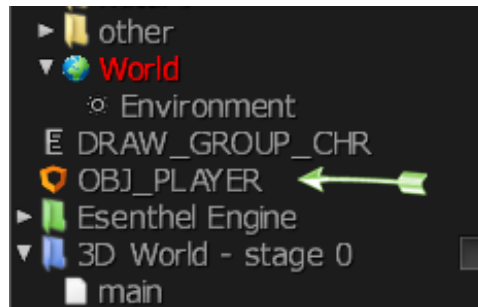 other
World
Environment
E DRAW_GROUP_CHR
OBJ_PLAYER
Esenthel Engine
3D World - stage 0
main